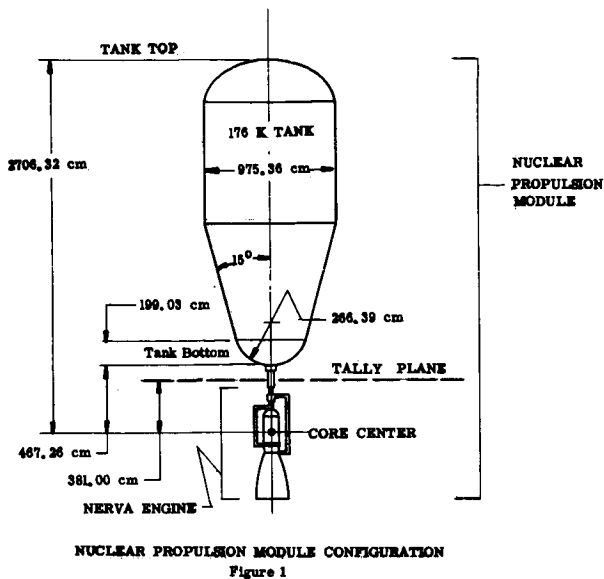 TANK TOP
176 K TANK
2706.32 cm
975.36 cm
NUCLEAR
PROPULSION
MODULE
15°
199.03 cm
266.39 cm
Tank Bottom
TALLY PLANE
CORE CENTER
467.26 cm
381.00 cm
NERVA ENGINE
NUCLEAR PROPULSION MODULE CONFIGURATION
Figure 1